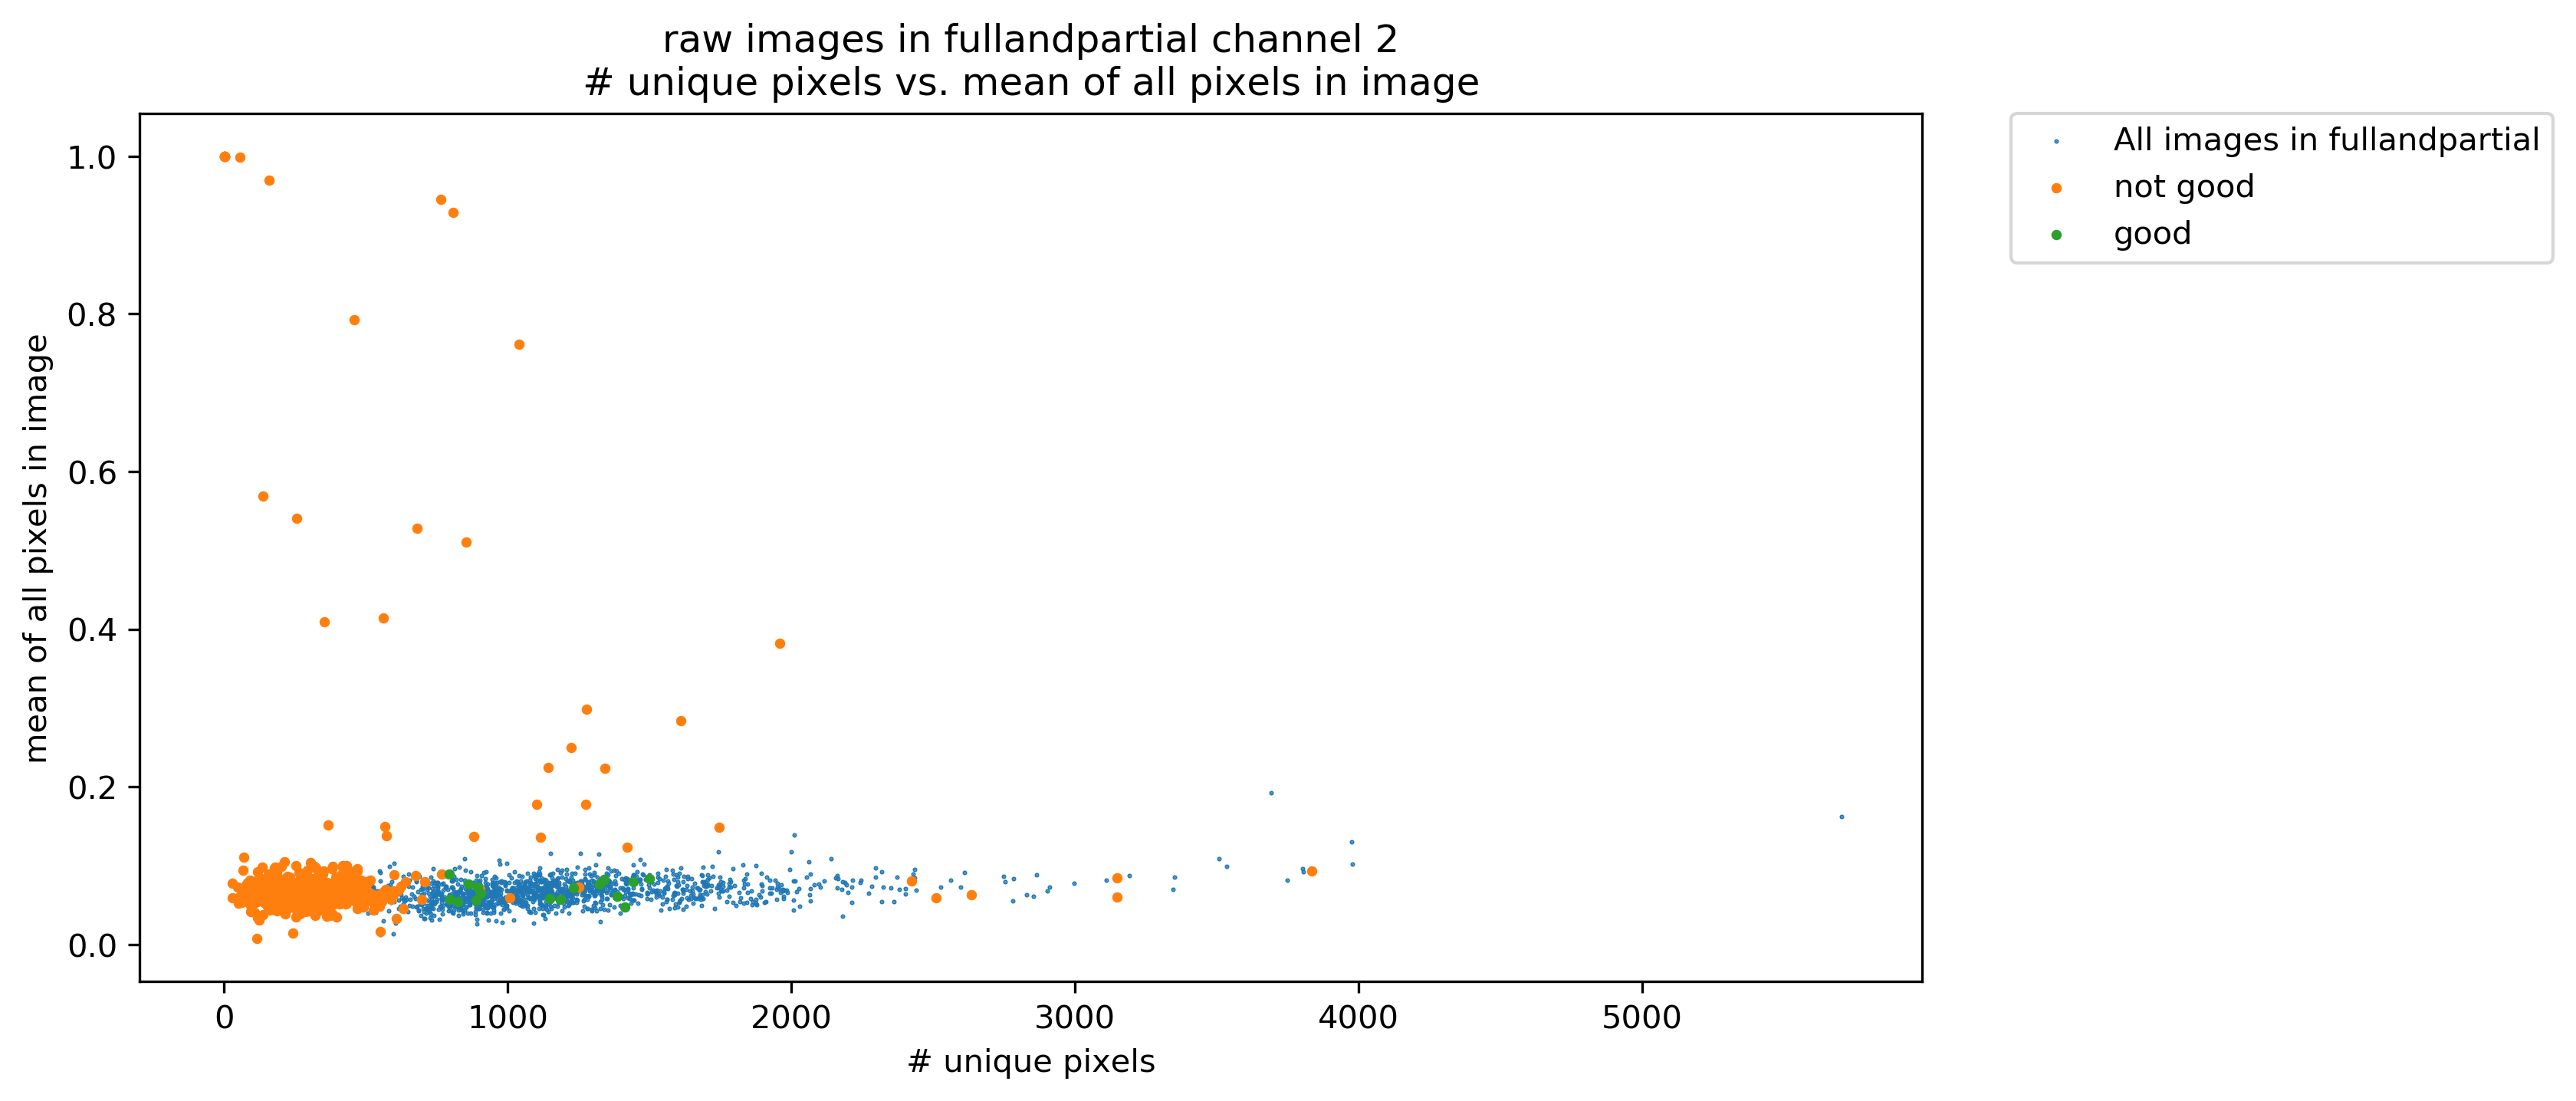 raw images in fullandpartial channel 2
# unique pixels vs. mean of all pixels in image
All images in fullandpartial
not good
good
mean of all pixels in image
1.0
0.8
0.6
0.4
0.2
0.0
0
1000
2000
3000
4000
5000
# unique pixels